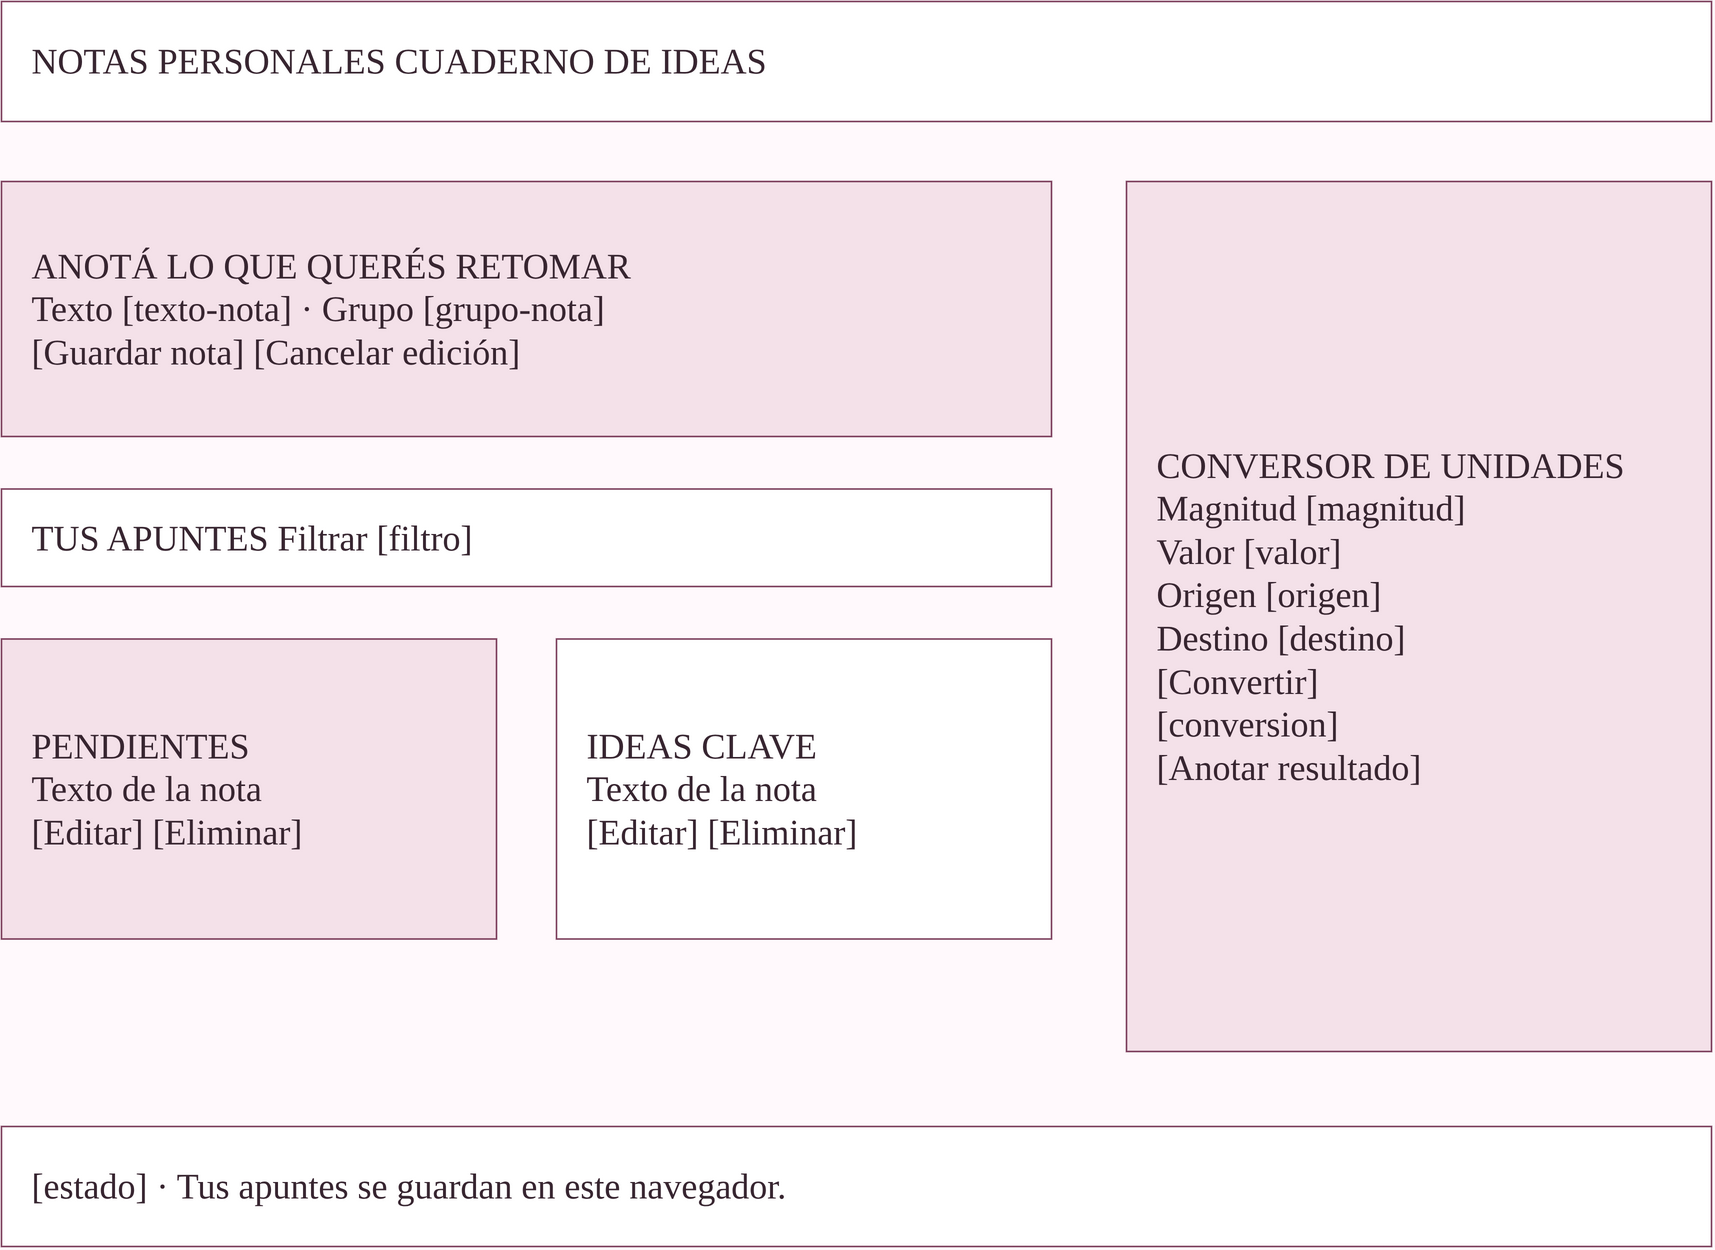 NOTAS PERSONALES CUADERNO DE IDEAS
ANOTÁ LO QUE QUERÉS RETOMAR
Texto [texto-nota] · Grupo [grupo-nota]
[Guardar nota] [Cancelar edición]
TUS APUNTES Filtrar [filtro]
PENDIENTES
Texto de la nota
[Editar] [Eliminar]
IDEAS CLAVE
Texto de la nota
[Editar] [Eliminar]
CONVERSOR DE UNIDADES
Magnitud [magnitud]
Valor [valor]
Origen [origen]
Destino [destino]
[Convertir]
[conversion]
[Anotar resultado]
[estado] · Tus apuntes se guardan en este navegador.